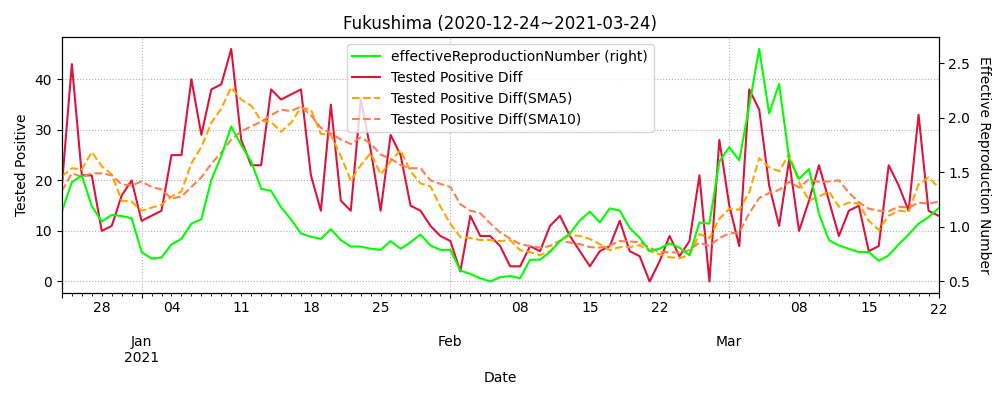 Fukushima (2020-12-24~2021-03-24)
effectiveReproductionNumber (right)
Tested Positive Diff
Tested Positive Diff(SMA5)
Tested Positive Diff(SMA10)
Tested Positive
40
30
20
10
0
Effective Reproduction Number
2.5
2.0
1.5
1.0
0.5
28 04 11 18 25 08 15 22 08 15 22
Jan Feb Mar
2021
Date